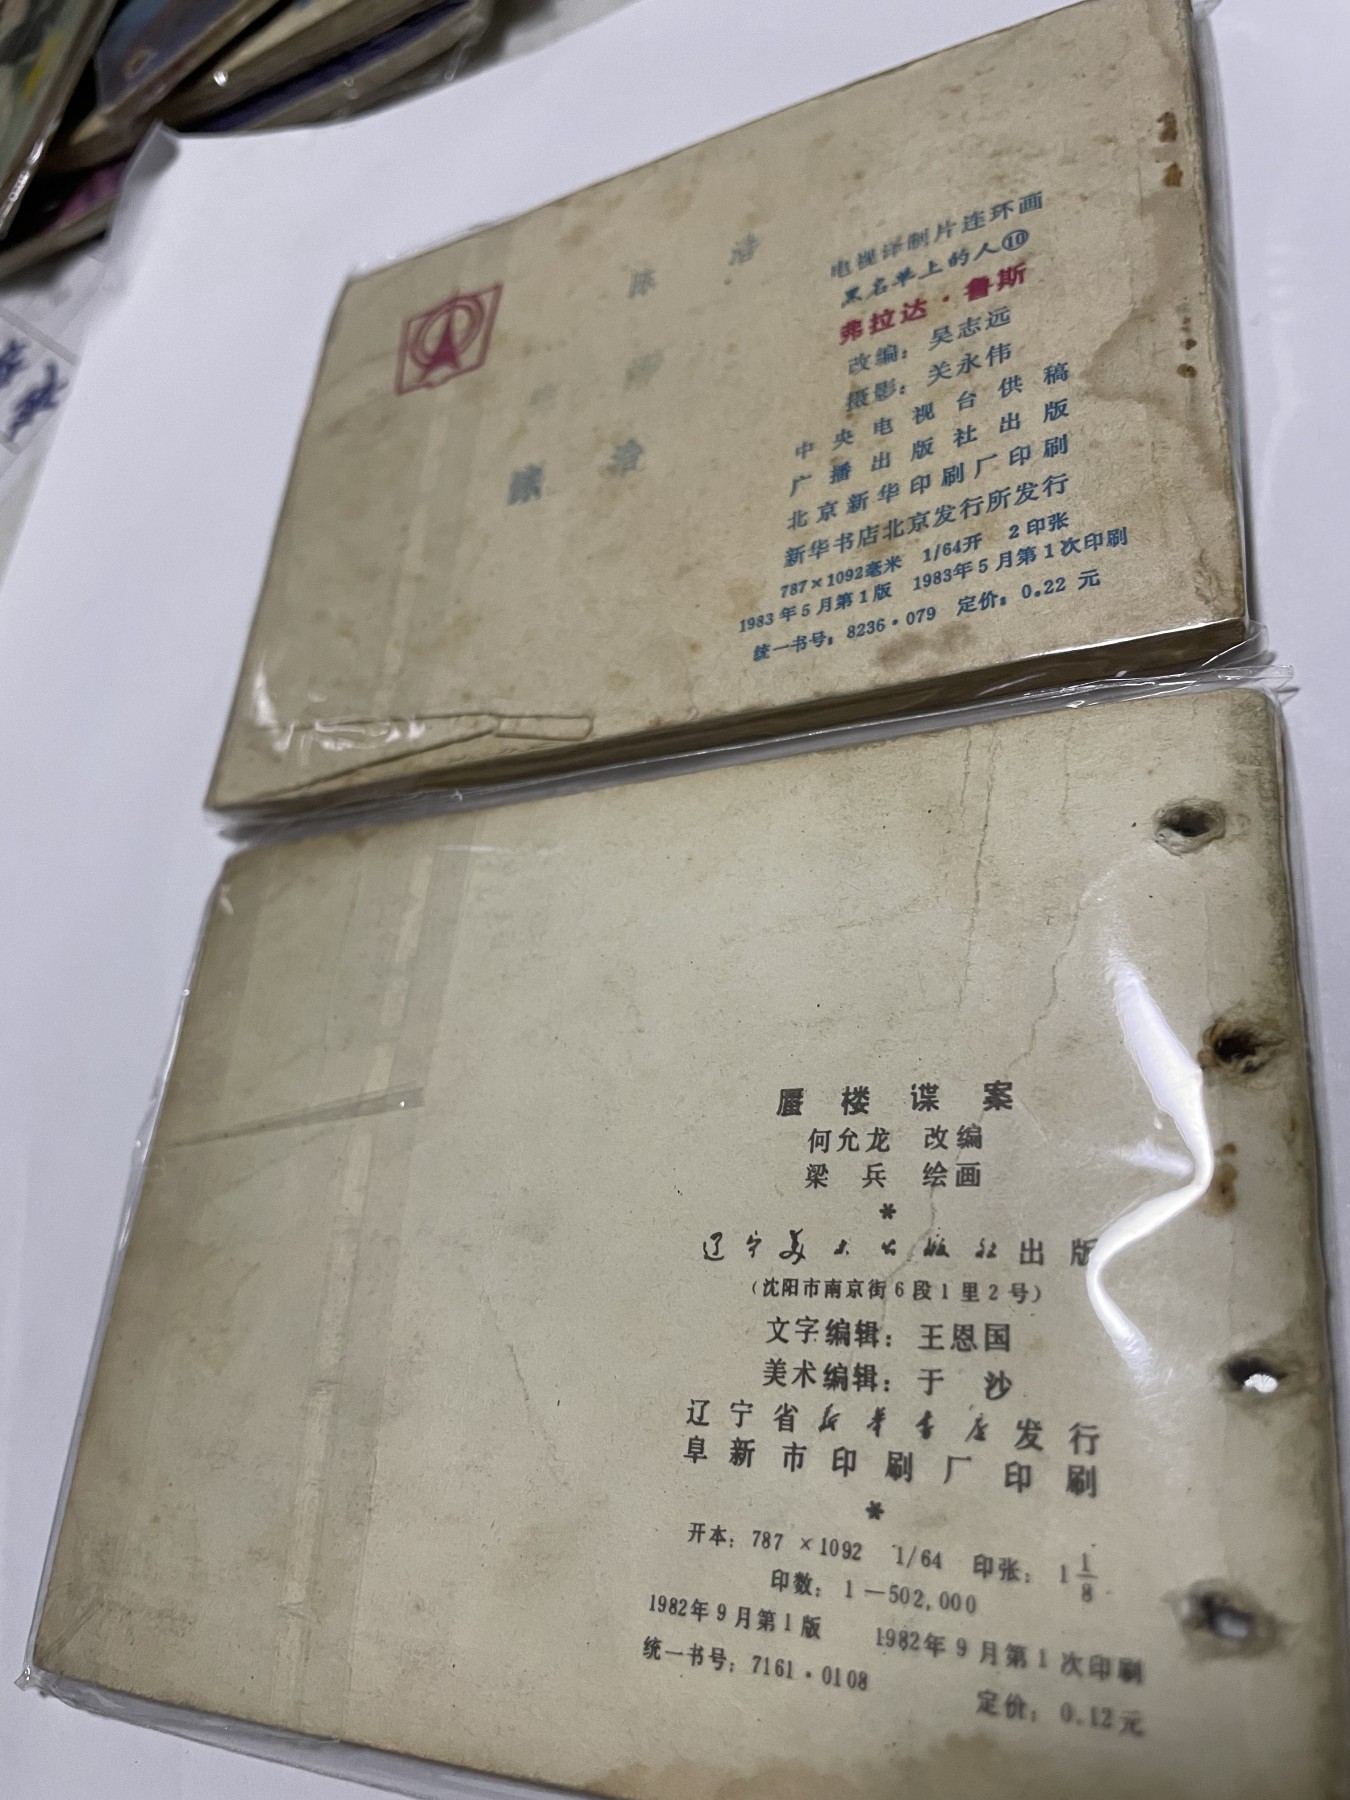 电视译制片连环画
黑名单上的人⑩
弗拉达·鲁斯
改编：吴志远
摄影：关永伟
中央电视台供稿
广播出版社出版
北京新华印刷厂印刷
新华书店北京发行所发行
787×1092毫米 1/64开 2印张
1983年5月第1版 1983年5月第1次印刷
统一书号：8236·079 定价：0.22 元
蜃楼谍案
何允龙 改编
梁兵 绘画
*
辽宁美术出版社出版
（沈阳市南京街6段1里2号）
文字编辑：王恩国
美术编辑：于沙
辽宁省新华书店发行
阜新市印刷厂印刷
*
开本：787×1092 1/64 印张：1 1/8
印数：1—502,000
1982年9月第1版 1982年9月第1次印刷
统一书号：7161·0108
定价：0.12元